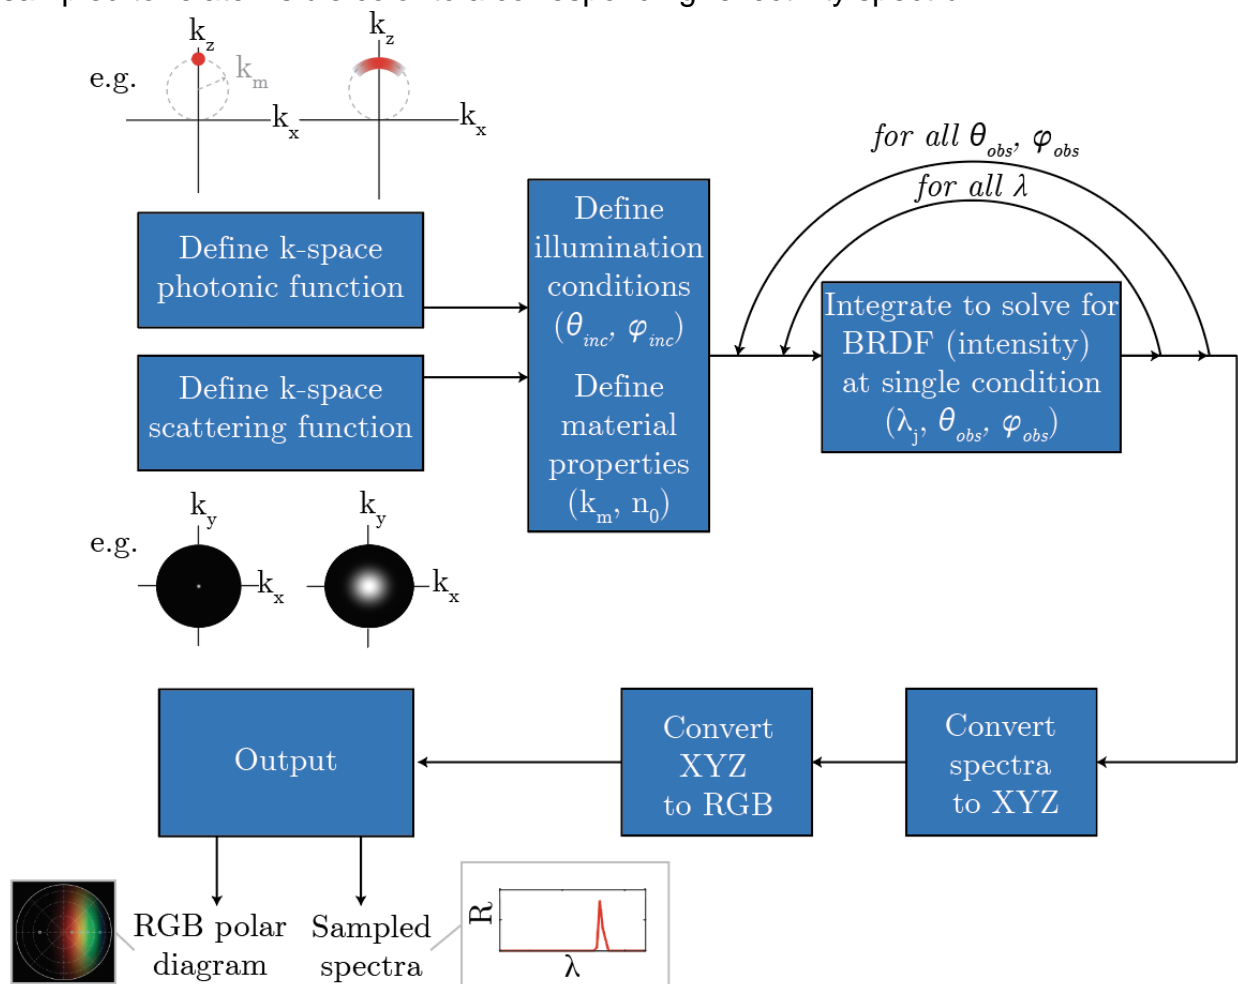 k_z
k_z
e.g.
k_m
k_x
k_x
for all θ_obs, φ_obs
for all λ
Define k-space
photonic function
Define k-space
scattering function
Define
illumination
conditions
(θ_inc, φ_inc)
Define
material
properties
(k_m, n_0)
Integrate to solve for
BRDF (intensity)
at single condition
(λ_j, θ_obs, φ_obs)
k_y
k_y
e.g.
k_x
k_x
Output
Convert
XYZ
to RGB
Convert
spectra
to XYZ
RGB polar
diagram
Sampled
spectra
R
λ